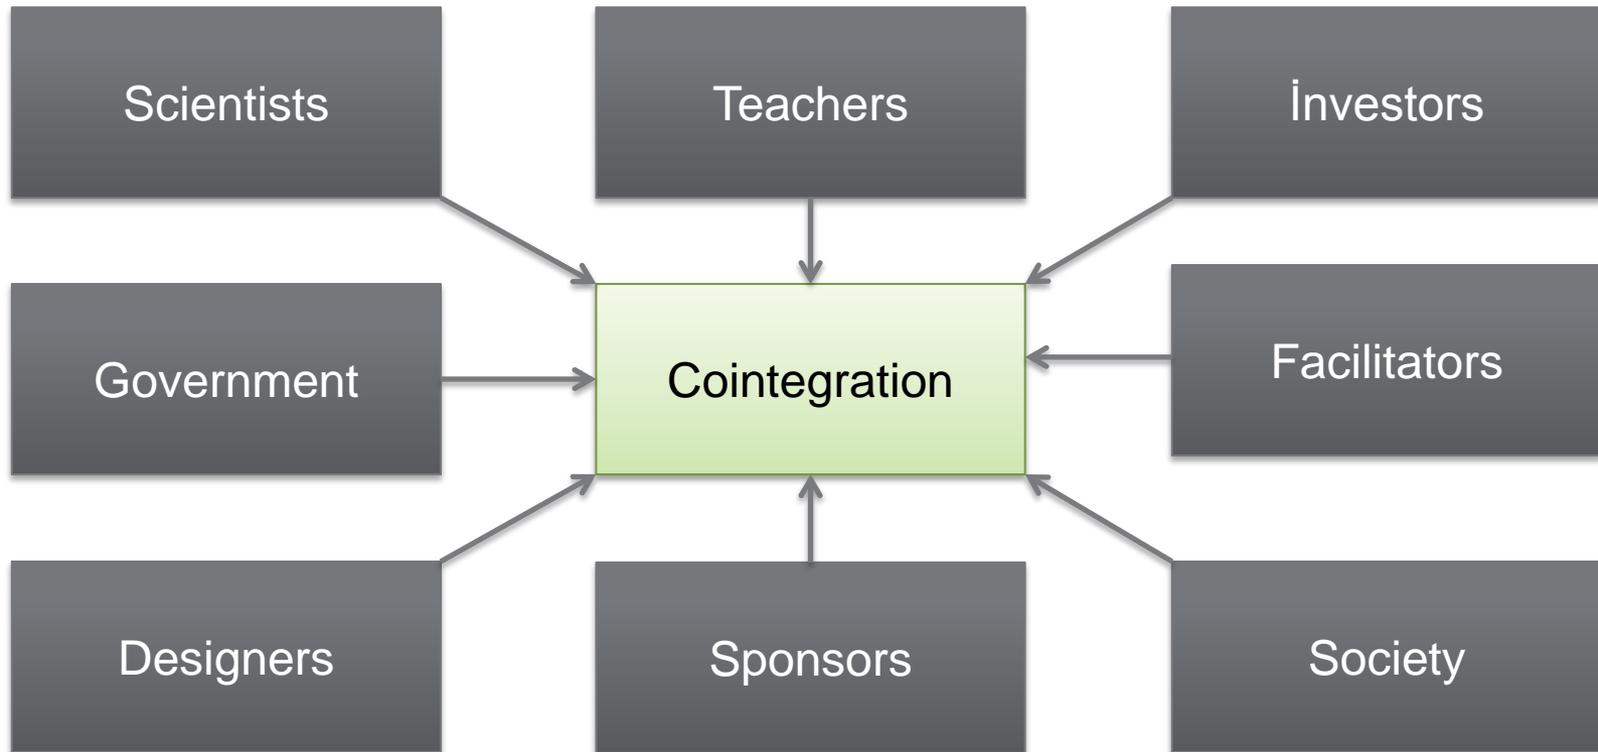 Scientists
Teachers
İnvestors
Government
Cointegration
Facilitators
Designers
Sponsors
Society